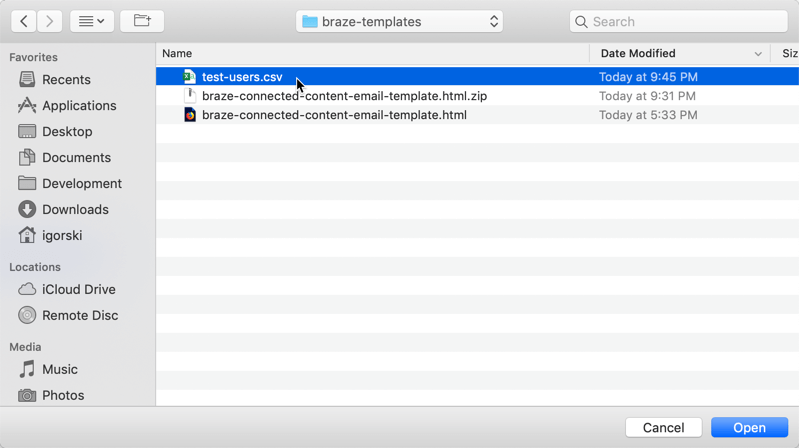 braze-templates
Search
Favorites
Recents
Applications
Desktop
Documents
Development
Downloads
igorski
Locations
iCloud Drive
Remote Disc
Media
Music
Photos
Name Date Modified Siz
test-users.csv Today at 9:45 PM
braze-connected-content-email-template.html.zip Today at 9:31 PM
braze-connected-content-email-template.html Today at 5:33 PM
Cancel Open